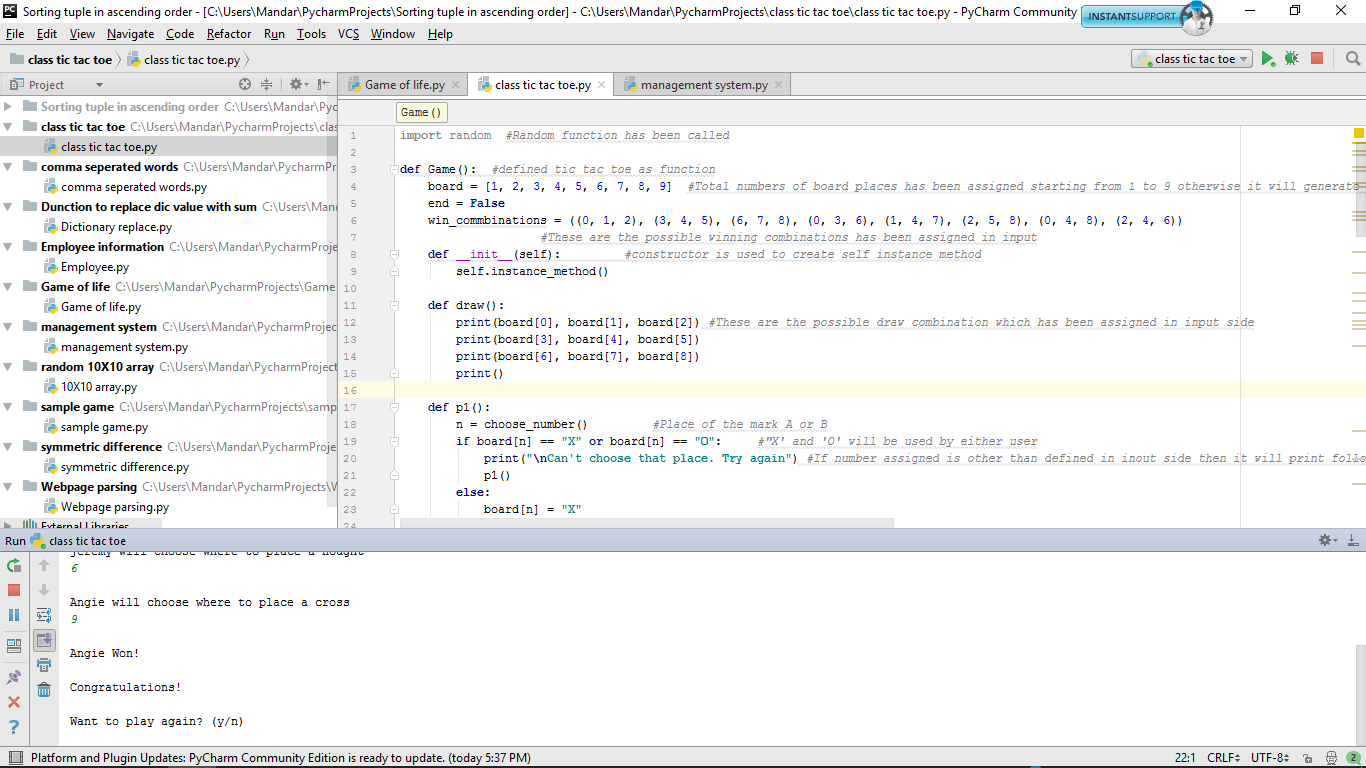 Sorting tuple in ascending order - [C:\Users\Mandar\PycharmProjects\Sorting tuple in ascending order] - C:\Users\Mandar\PycharmProjects\class tic tac toe\class tic tac toe.py - PyCharm Community
INSTANTSUPPORT
File Edit View Navigate Code Refactor Run Tools VCS Window Help
class tic tac toe class tic tac toe.py
class tic tac toe
Project
Game of life.py class tic tac toe.py management system.py
Sorting tuple in ascending order C:\Users\Mandar\Pyc
class tic tac toe C:\Users\Mandar\PycharmProjects\clas
class tic tac toe.py
comma seperated words C:\Users\Mandar\PycharmPr
comma seperated words.py
Dunction to replace dic value with sum C:\Users\Man
Dictionary replace.py
Employee information C:\Users\Mandar\PycharmProje
Employee.py
Game of life C:\Users\Mandar\PycharmProjects\Game
Game of life.py
management system C:\Users\Mandar\PycharmProjec
management system.py
random 10X10 array C:\Users\Mandar\PycharmProject
10X10 array.py
sample game C:\Users\Mandar\PycharmProjects\samp
sample game.py
symmetric difference C:\Users\Mandar\PycharmProject
symmetric difference.py
Webpage parsing C:\Users\Mandar\PycharmProjects\W
Webpage parsing.py
External Libraries
Game()
1 import random #Random function has been called
2
3 def Game(): #defined tic tac toe as function
4 board = [1, 2, 3, 4, 5, 6, 7, 8, 9] #Total numbers of board places has been assigned starting from 1 to 9 otherwise it will generate
5 end = False
6 win_commbinations = ((0, 1, 2), (3, 4, 5), (6, 7, 8), (0, 3, 6), (1, 4, 7), (2, 5, 8), (0, 4, 8), (2, 4, 6))
7 #These are the possible winning combinations has been assigned in input
8 def __init__(self): #constructor is used to create self instance method
9 self.instance_method()
10
11 def draw():
12 print(board[0], board[1], board[2]) #These are the possible draw combination which has been assigned in input side
13 print(board[3], board[4], board[5])
14 print(board[6], board[7], board[8])
15 print()
16
17 def p1():
18 n = choose_number() #Place of the mark A or B
19 if board[n] == "X" or board[n] == "O": #"X' and 'O' will be used by either user
20 print("\nCan't choose that place. Try again") #If number assigned is other than defined in inout side then it will print follo
21 p1()
22 else:
23 board[n] = "X"
24
Run class tic tac toe
jeremy will choose where to place a nought
6
Angie will choose where to place a cross
9
Angie Won!
Congratulations!
Want to play again? (y/n)
Platform and Plugin Updates: PyCharm Community Edition is ready to update. (today 5:37 PM)
22:1 CRLF UTF-8 2